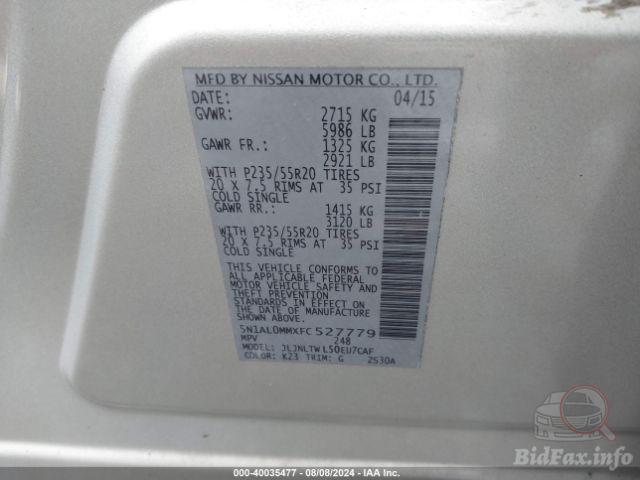 MFD BY NISSAN MOTOR CO., LTD.
DATE: 04/15
GVWR: 2715 KG
5986 LB
GAWR FR.: 1325 KG
2921 LB
WITH P235/55R20 TIRES
20 X 7.5 RIMS AT 35 PSI
COLD SINGLE
GAWR RR.: 1415 KG
3120 LB
WITH P235/55R20 TIRES
20 X 7.5 RIMS AT 35 PSI
COLD SINGLE
THIS VEHICLE CONFORMS TO
ALL APPLICABLE FEDERAL
MOTOR VEHICLE SAFETY AND
THEFT PREVENTION
STANDARDS IN EFFECT ON THE
DATE OF MANUFACTURE
SHOWN ABOVE.
5N1AL0MMXFC527779
MPV 248
MODEL: JLJNLTWL50EU7CAF
COLOR: K23 TRIM: G 2S30A
BidFax.info
000-40035477 - 08/08/2024 - IAA Inc.